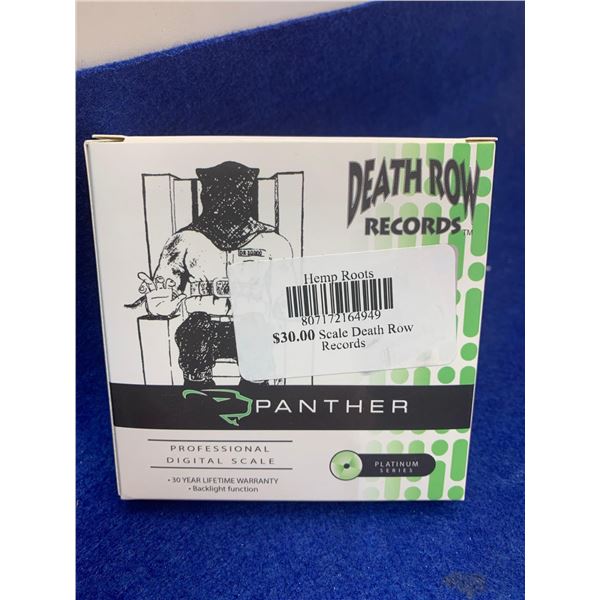 DEATH ROW
RECORDS™
Hemp Roots
807172164949
$30.00 Scale Death Row
Records
PANTHER
PROFESSIONAL
DIGITAL SCALE
• 30 YEAR LIFETIME WARRANTY
• Backlight function
PLATINUM
SERIES